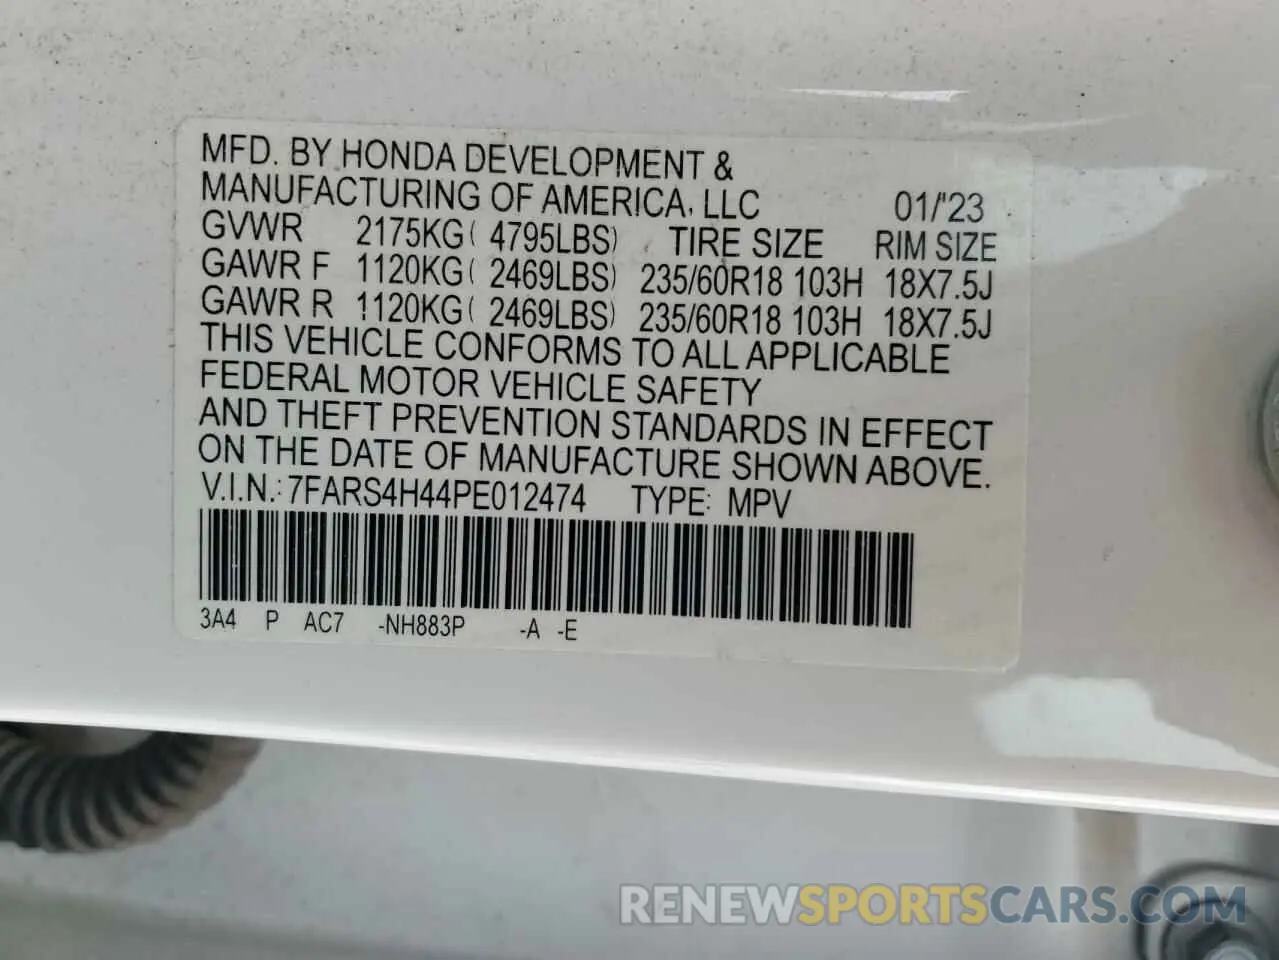 MFD. BY HONDA DEVELOPMENT &
MANUFACTURING OF AMERICA, LLC 01/'23
GVWR 2175KG( 4795LBS) TIRE SIZE RIM SIZE
GAWR F 1120KG( 2469LBS) 235/60R18 103H 18X7.5J
GAWR R 1120KG( 2469LBS) 235/60R18 103H 18X7.5J
THIS VEHICLE CONFORMS TO ALL APPLICABLE
FEDERAL MOTOR VEHICLE SAFETY
AND THEFT PREVENTION STANDARDS IN EFFECT
ON THE DATE OF MANUFACTURE SHOWN ABOVE.
V.I.N.: 7FARS4H44PE012474 TYPE: MPV
3A4 P AC7 -NH883P -A -E
RENEWSPORTSCARS.COM